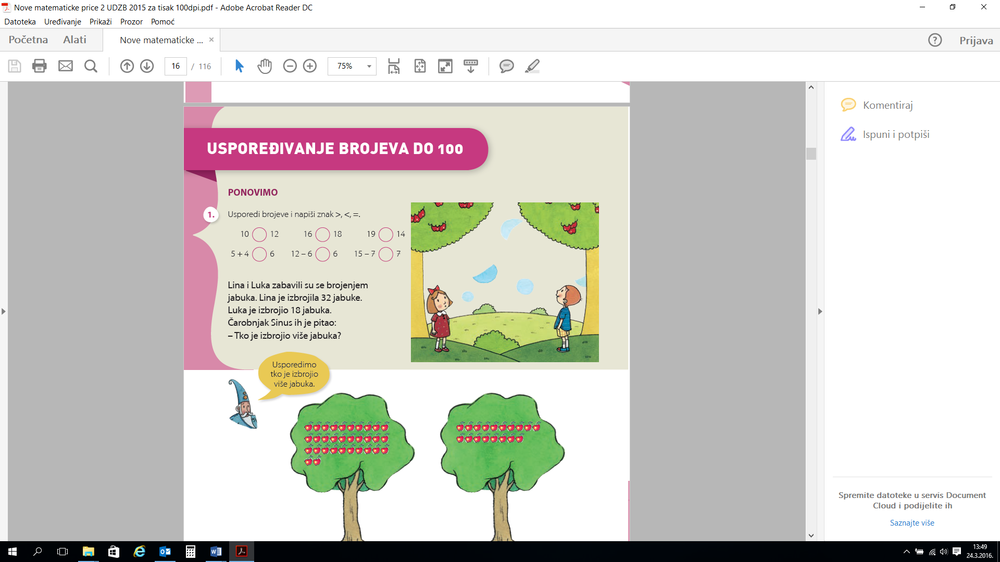 Nove matematicke price 2 UDZB 2015 za tisak 100dpi.pdf - Adobe Acrobat Reader DC
Datoteka Uređivanje Prikaži Prozor Pomoć
Početna Alati Nove matematicke ... × ? Prijava
16 / 116 75%
USPOREĐIVANJE BROJEVA DO 100
PONOVIMO
1. Usporedi brojeve i napiši znak >, <, =.
10 12 16 18 19 14
5 + 4 6 12 – 6 6 15 – 7 7
Lina i Luka zabavili su se brojenjem
jabuka. Lina je izbrojila 32 jabuke.
Luka je izbrojio 18 jabuka.
Čarobnjak Sinus ih je pitao:
– Tko je izbrojio više jabuka?
Usporedimo
tko je izbrojio
više jabuka.
Komentiraj
Ispuni i potpiši
Spremite datoteke u servis Document
Cloud i podijelite ih
Saznajte više
13:49
24.3.2016.